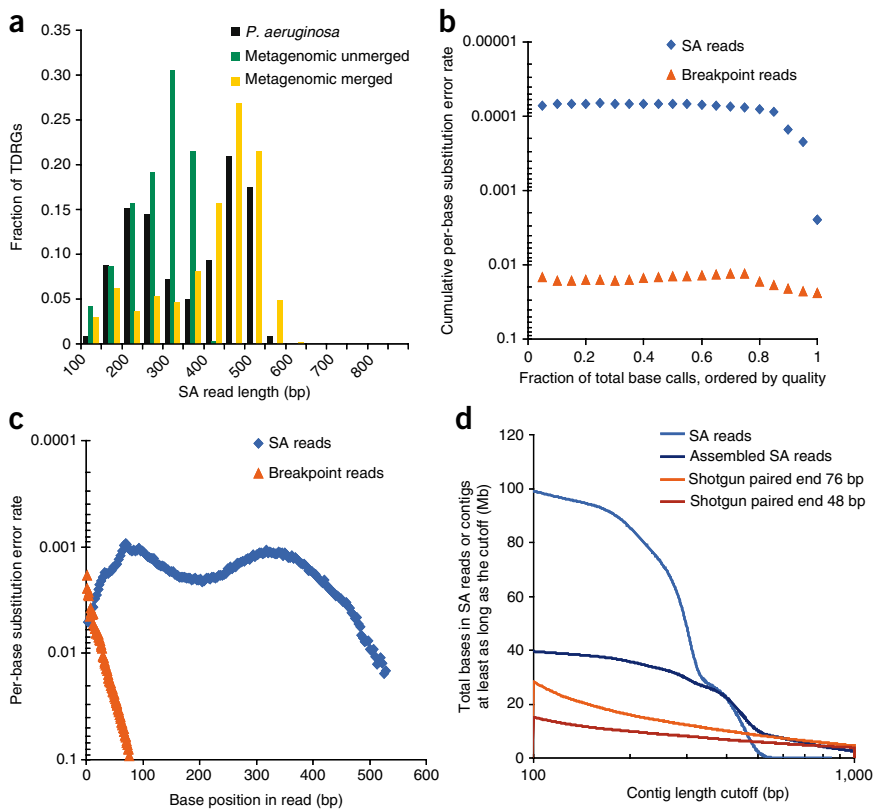 a
0.35
0.30
0.25
0.20
0.15
0.10
0.05
0
Fraction of TDRGs
P. aeruginosa
Metagenomic unmerged
Metagenomic merged
100
200
300
400
500
600
700
800
SA read length (bp)
b
0.00001
0.0001
0.001
0.01
0.1
Cumulative per-base substitution error rate
SA reads
Breakpoint reads
0
0.2
0.4
0.6
0.8
1
Fraction of total base calls, ordered by quality
c
0.0001
0.001
0.01
0.1
Per-base substitution error rate
SA reads
Breakpoint reads
0
100
200
300
400
500
600
Base position in read (bp)
d
120
100
80
60
40
20
0
Total bases in SA reads or contigs
at least as long as the cutoff (Mb)
SA reads
Assembled SA reads
Shotgun paired end 76 bp
Shotgun paired end 48 bp
100
1,000
Contig length cutoff (bp)